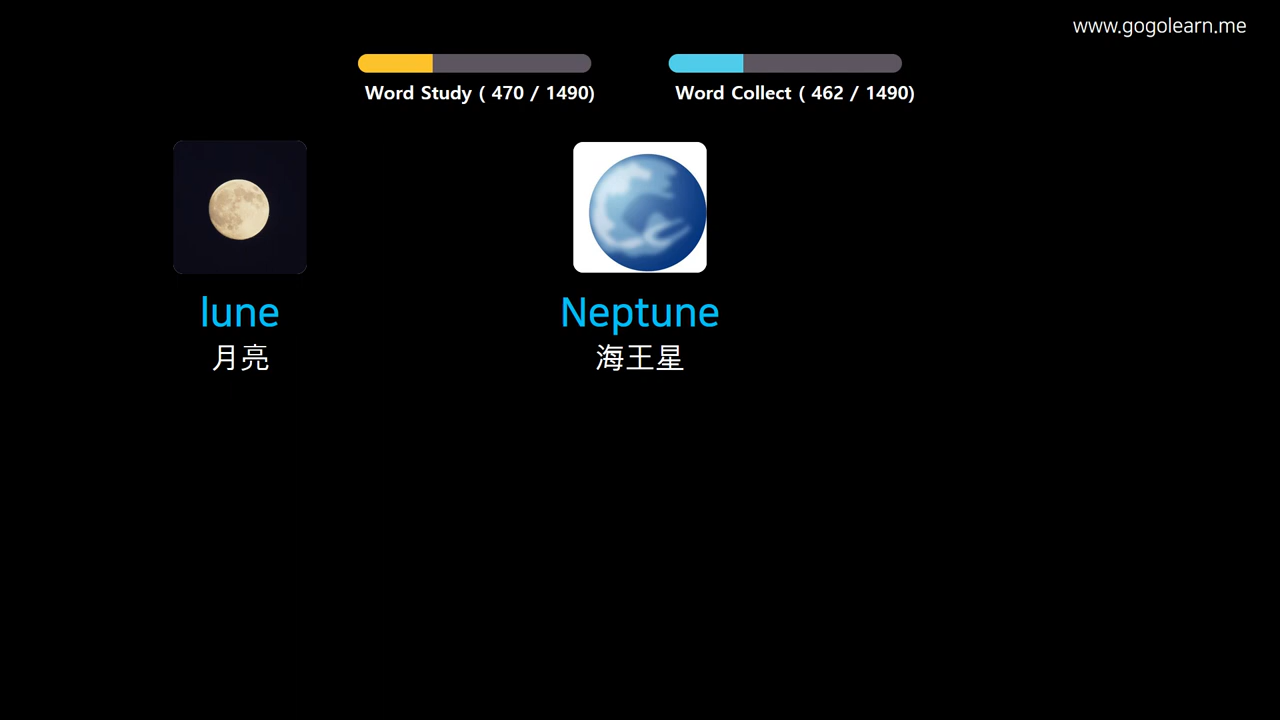 www.gogolearn.me
Word Study ( 470 / 1490)
Word Collect ( 462 / 1490)
lune
月亮
Neptune
海王星